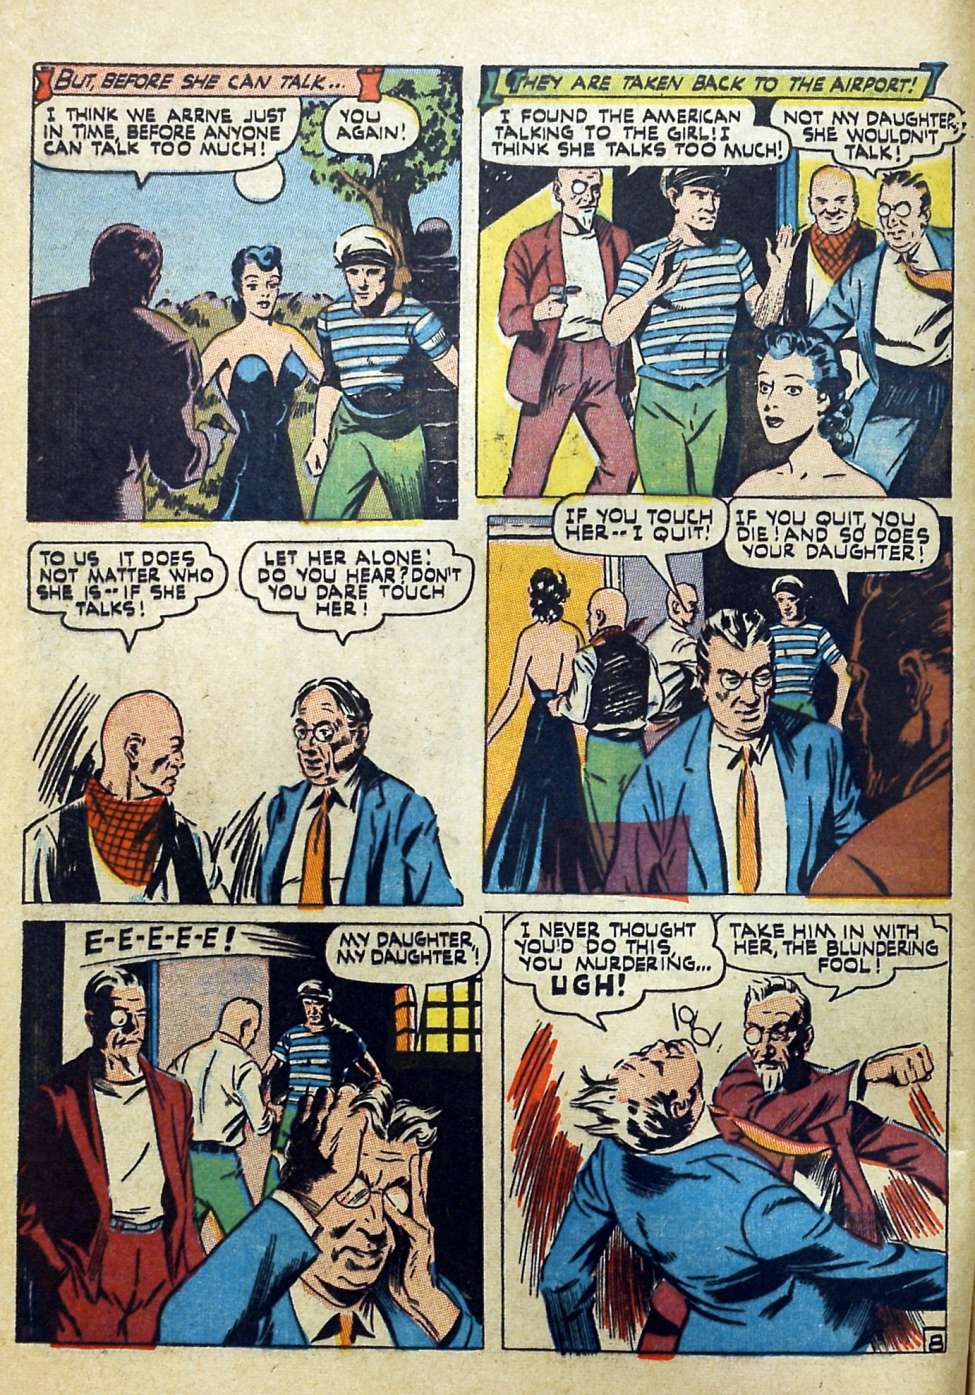 BUT, BEFORE SHE CAN TALK...
I THINK WE ARRIVE JUST
IN TIME, BEFORE ANYONE
CAN TALK TOO MUCH!
YOU
AGAIN!
THEY ARE TAKEN BACK TO THE AIRPORT!
I FOUND THE AMERICAN
TALKING TO THE GIRL! I
THINK SHE TALKS TOO MUCH!
NOT MY DAUGHTER,
SHE WOULDN'T
TALK!
TO US IT DOES
NOT MATTER WHO
SHE IS -- IF SHE
TALKS!
LET HER ALONE!
DO YOU HEAR? DON'T
YOU DARE TOUCH
HER!
IF YOU TOUCH
HER -- I QUIT!
IF YOU QUIT YOU
DIE! AND SO DOES
YOUR DAUGHTER!
E-E-E-E-E!
MY DAUGHTER,
MY DAUGHTER!
I NEVER THOUGHT
YOU'D DO THIS,
YOU MURDERING...
UGH!
TAKE HIM IN WITH
HER, THE BLUNDERING
FOOL!
8